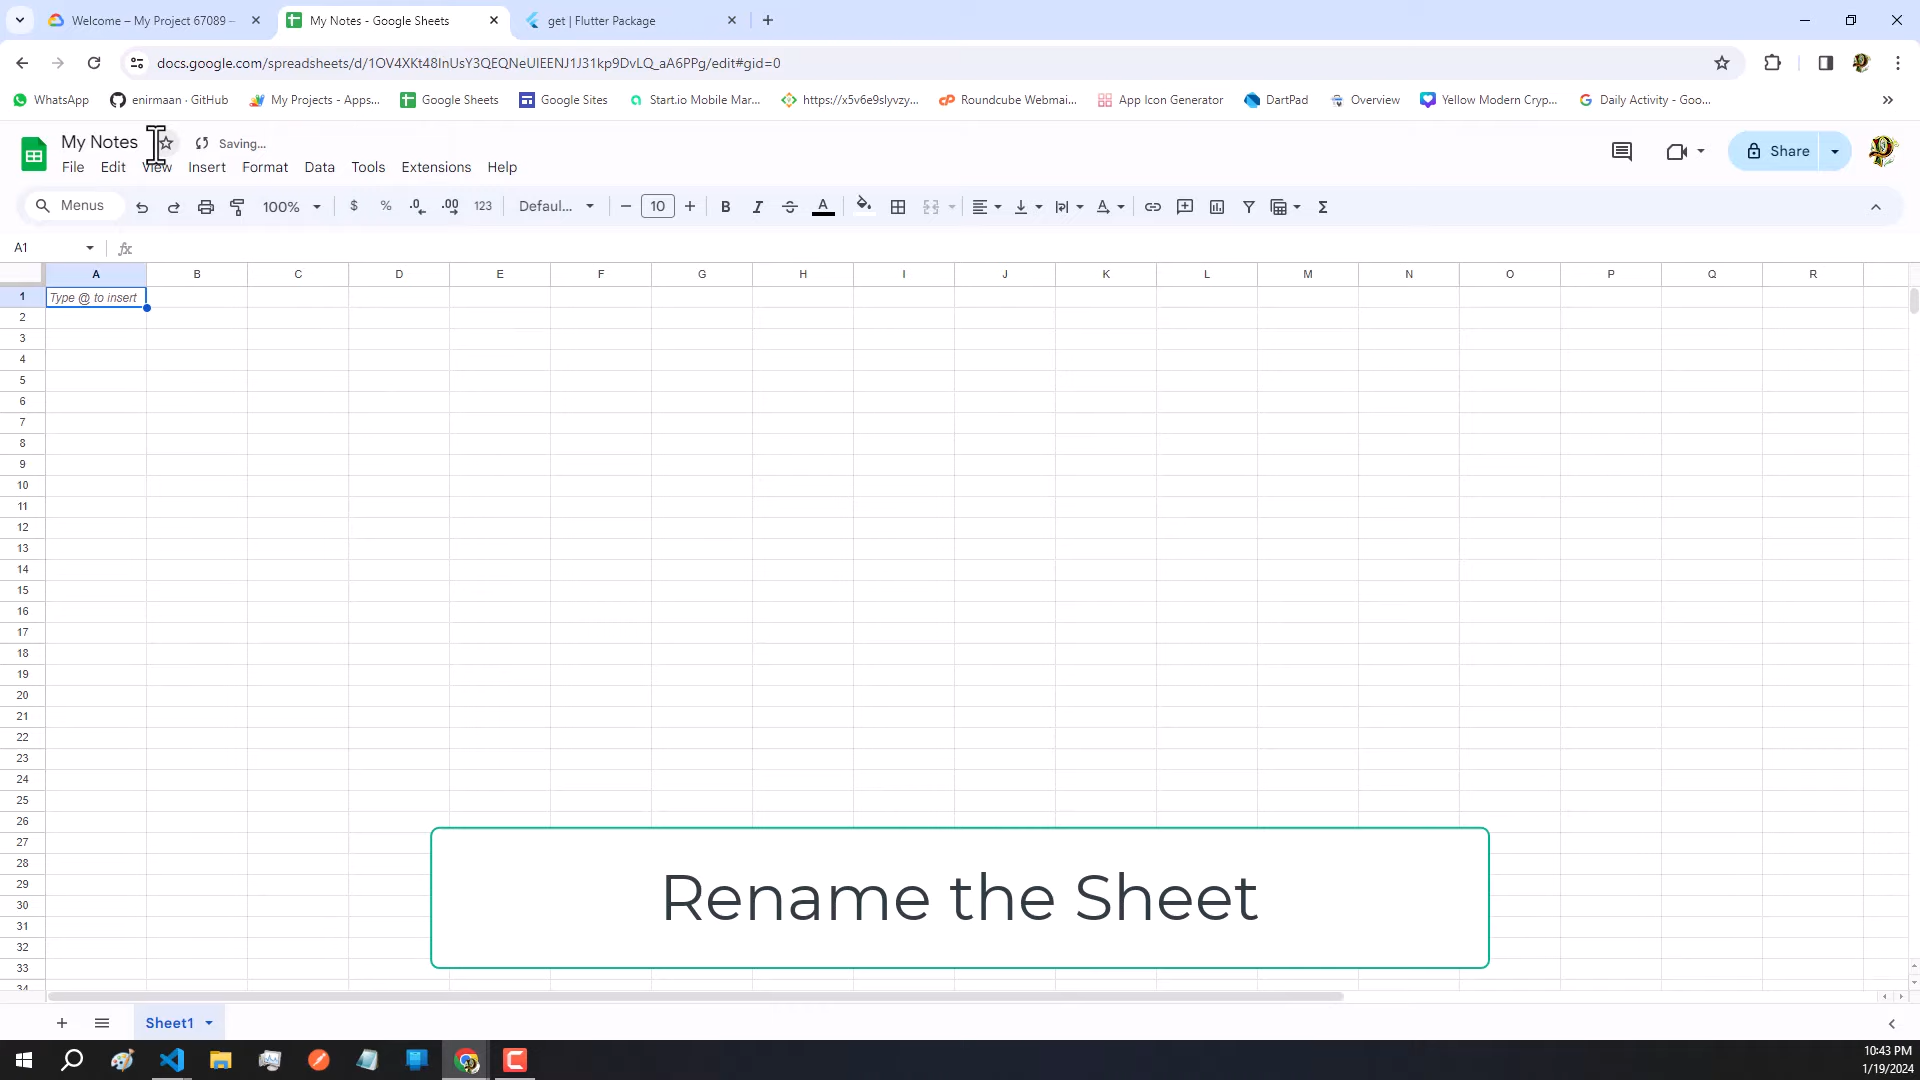 Welcome – My Project 67089 –
My Notes - Google Sheets
get | Flutter Package
docs.google.com/spreadsheets/d/1OV4XKt48InUsY3QEQNeUIEENJ1J31kp9DvLQ_aA6PPg/edit#gid=0
WhatsApp
enirmaan · GitHub
My Projects - Apps...
Google Sheets
Google Sites
Start.io Mobile Mar...
https://x5v6e9slyvzy...
Roundcube Webmai...
App Icon Generator
DartPad
Overview
Yellow Modern Cryp...
Daily Activity - Goo...
My Notes
Saving...
File Edit View Insert Format Data Tools Extensions Help
Share
Menus
100%
$ % .0 .00 123
Defaul...
10
B I A
A1
fx
A B C D E F G H I J K L M N O P Q R
1 Type @ to insert
2
3
4
5
6
7
8
9
10
11
12
13
14
15
16
17
18
19
20
21
22
23
24
25
26
27
28
29
30
31
32
33
34
Rename the Sheet
Sheet1
10:43 PM
1/19/2024